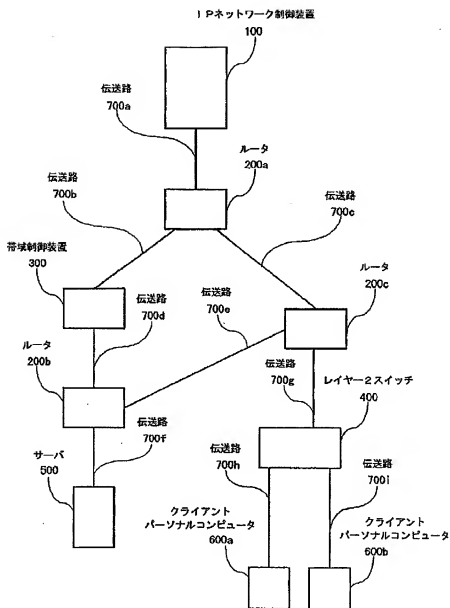 IPネットワーク制御装置
100
伝送路
700a
ルータ
200a
伝送路
700b
伝送路
700c
帯域制御装置
300
伝送路
700d
伝送路
700e
ルータ
200c
ルータ
200b
伝送路
700g
レイヤー2スイッチ
400
伝送路
700f
サーバ
500
伝送路
700h
伝送路
700i
クライアント
パーソナルコンピュータ
600a
クライアント
パーソナルコンピュータ
600b